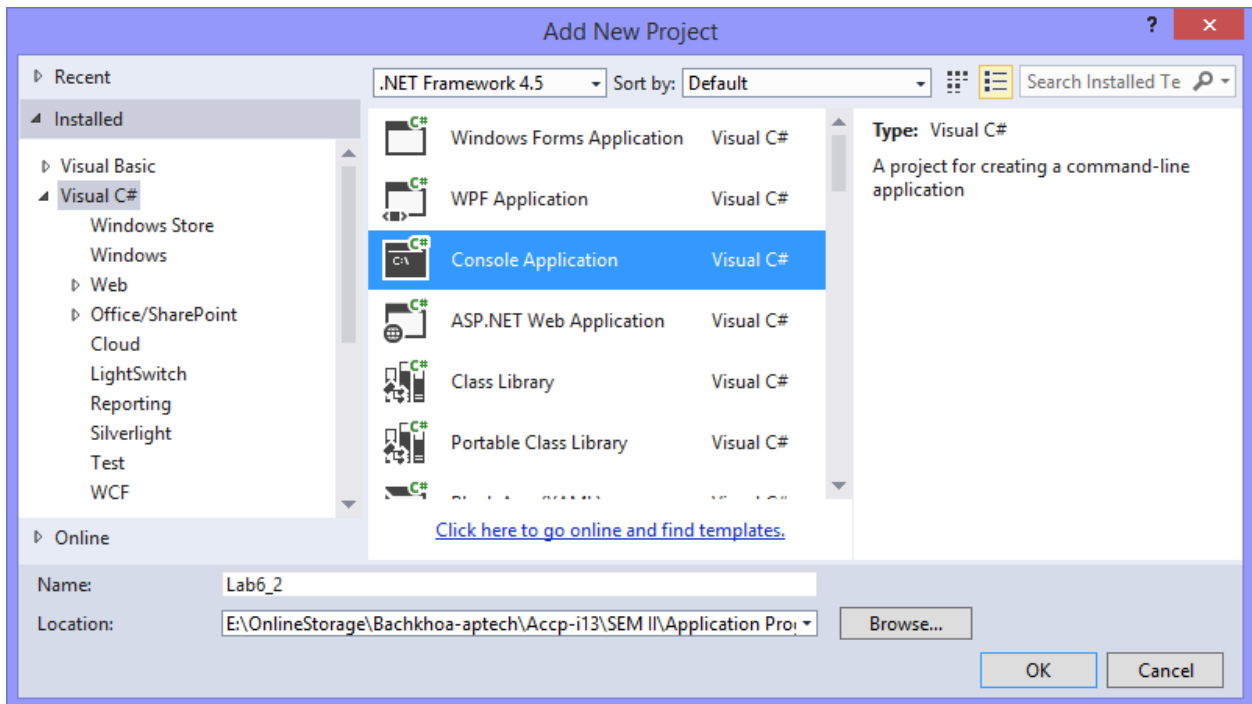 Add New Project
?
×
Recent
Installed
Visual Basic
Visual C#
Windows Store
Windows
Web
Office/SharePoint
Cloud
LightSwitch
Reporting
Silverlight
Test
WCF
Online
.NET Framework 4.5
Sort by: Default
Search Installed Te
C# Windows Forms Application Visual C#
C# WPF Application Visual C#
C# C:\ Console Application Visual C#
C# ASP.NET Web Application Visual C#
C# Class Library Visual C#
C# Portable Class Library Visual C#
C#
Click here to go online and find templates.
Type: Visual C#
A project for creating a command-line
application
Name: Lab6_2
Location: E:\OnlineStorage\Bachkhoa-aptech\Accp-i13\SEM II\Application Pro
Browse...
OK Cancel